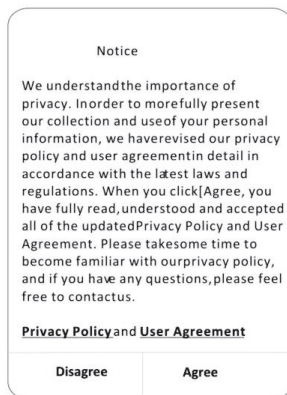 Notice
We understandthe importance of
privacy. Inorder to morefully present
our collection and useof your personal
information, we haverevised our privacy
policy and user agreementin detail in
accordance with the latest laws and
regulations. When you click[Agree, you
have fully read,understood and accepted
all of the updatedPrivacy Policy and User
Agreement. Please takesome time to
become familiar with ourprivacy policy,
and if you have any questions,please feel
free to contactus.
Privacy Policy and User Agreement
Disagree Agree